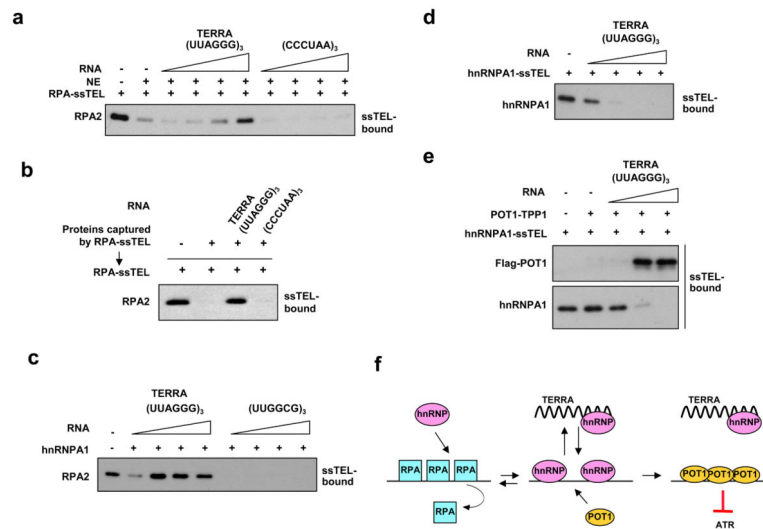 a
TERRA
(UUAGGG)3 (CCCUAA)3
RNA - -
NE - + + + + + + + + +
RPA-ssTEL + + + + + + + + + +
RPA2
ssTEL-
bound
b
RNA
TERRA
(UUAGGG)3
(CCCUAA)3
Proteins captured
by RPA-ssTEL - + + +
RPA-ssTEL + + + +
RPA2
ssTEL-
bound
c
TERRA
(UUAGGG)3 (UUGGCG)3
RNA -
hnRNPA1 - + + + + + + + +
RPA2
ssTEL-
bound
d
TERRA
(UUAGGG)3
RNA -
hnRNPA1-ssTEL + + + + +
hnRNPA1
ssTEL-
bound
e
TERRA
(UUAGGG)3
RNA - -
POT1-TPP1 - + + + +
hnRNPA1-ssTEL + + + + +
Flag-POT1
hnRNPA1
ssTEL-
bound
f
hnRNP
RPA RPA RPA
RPA
TERRA
hnRNP
hnRNP hnRNP
POT1
TERRA
hnRNP
POT1 POT1 POT1
ATR